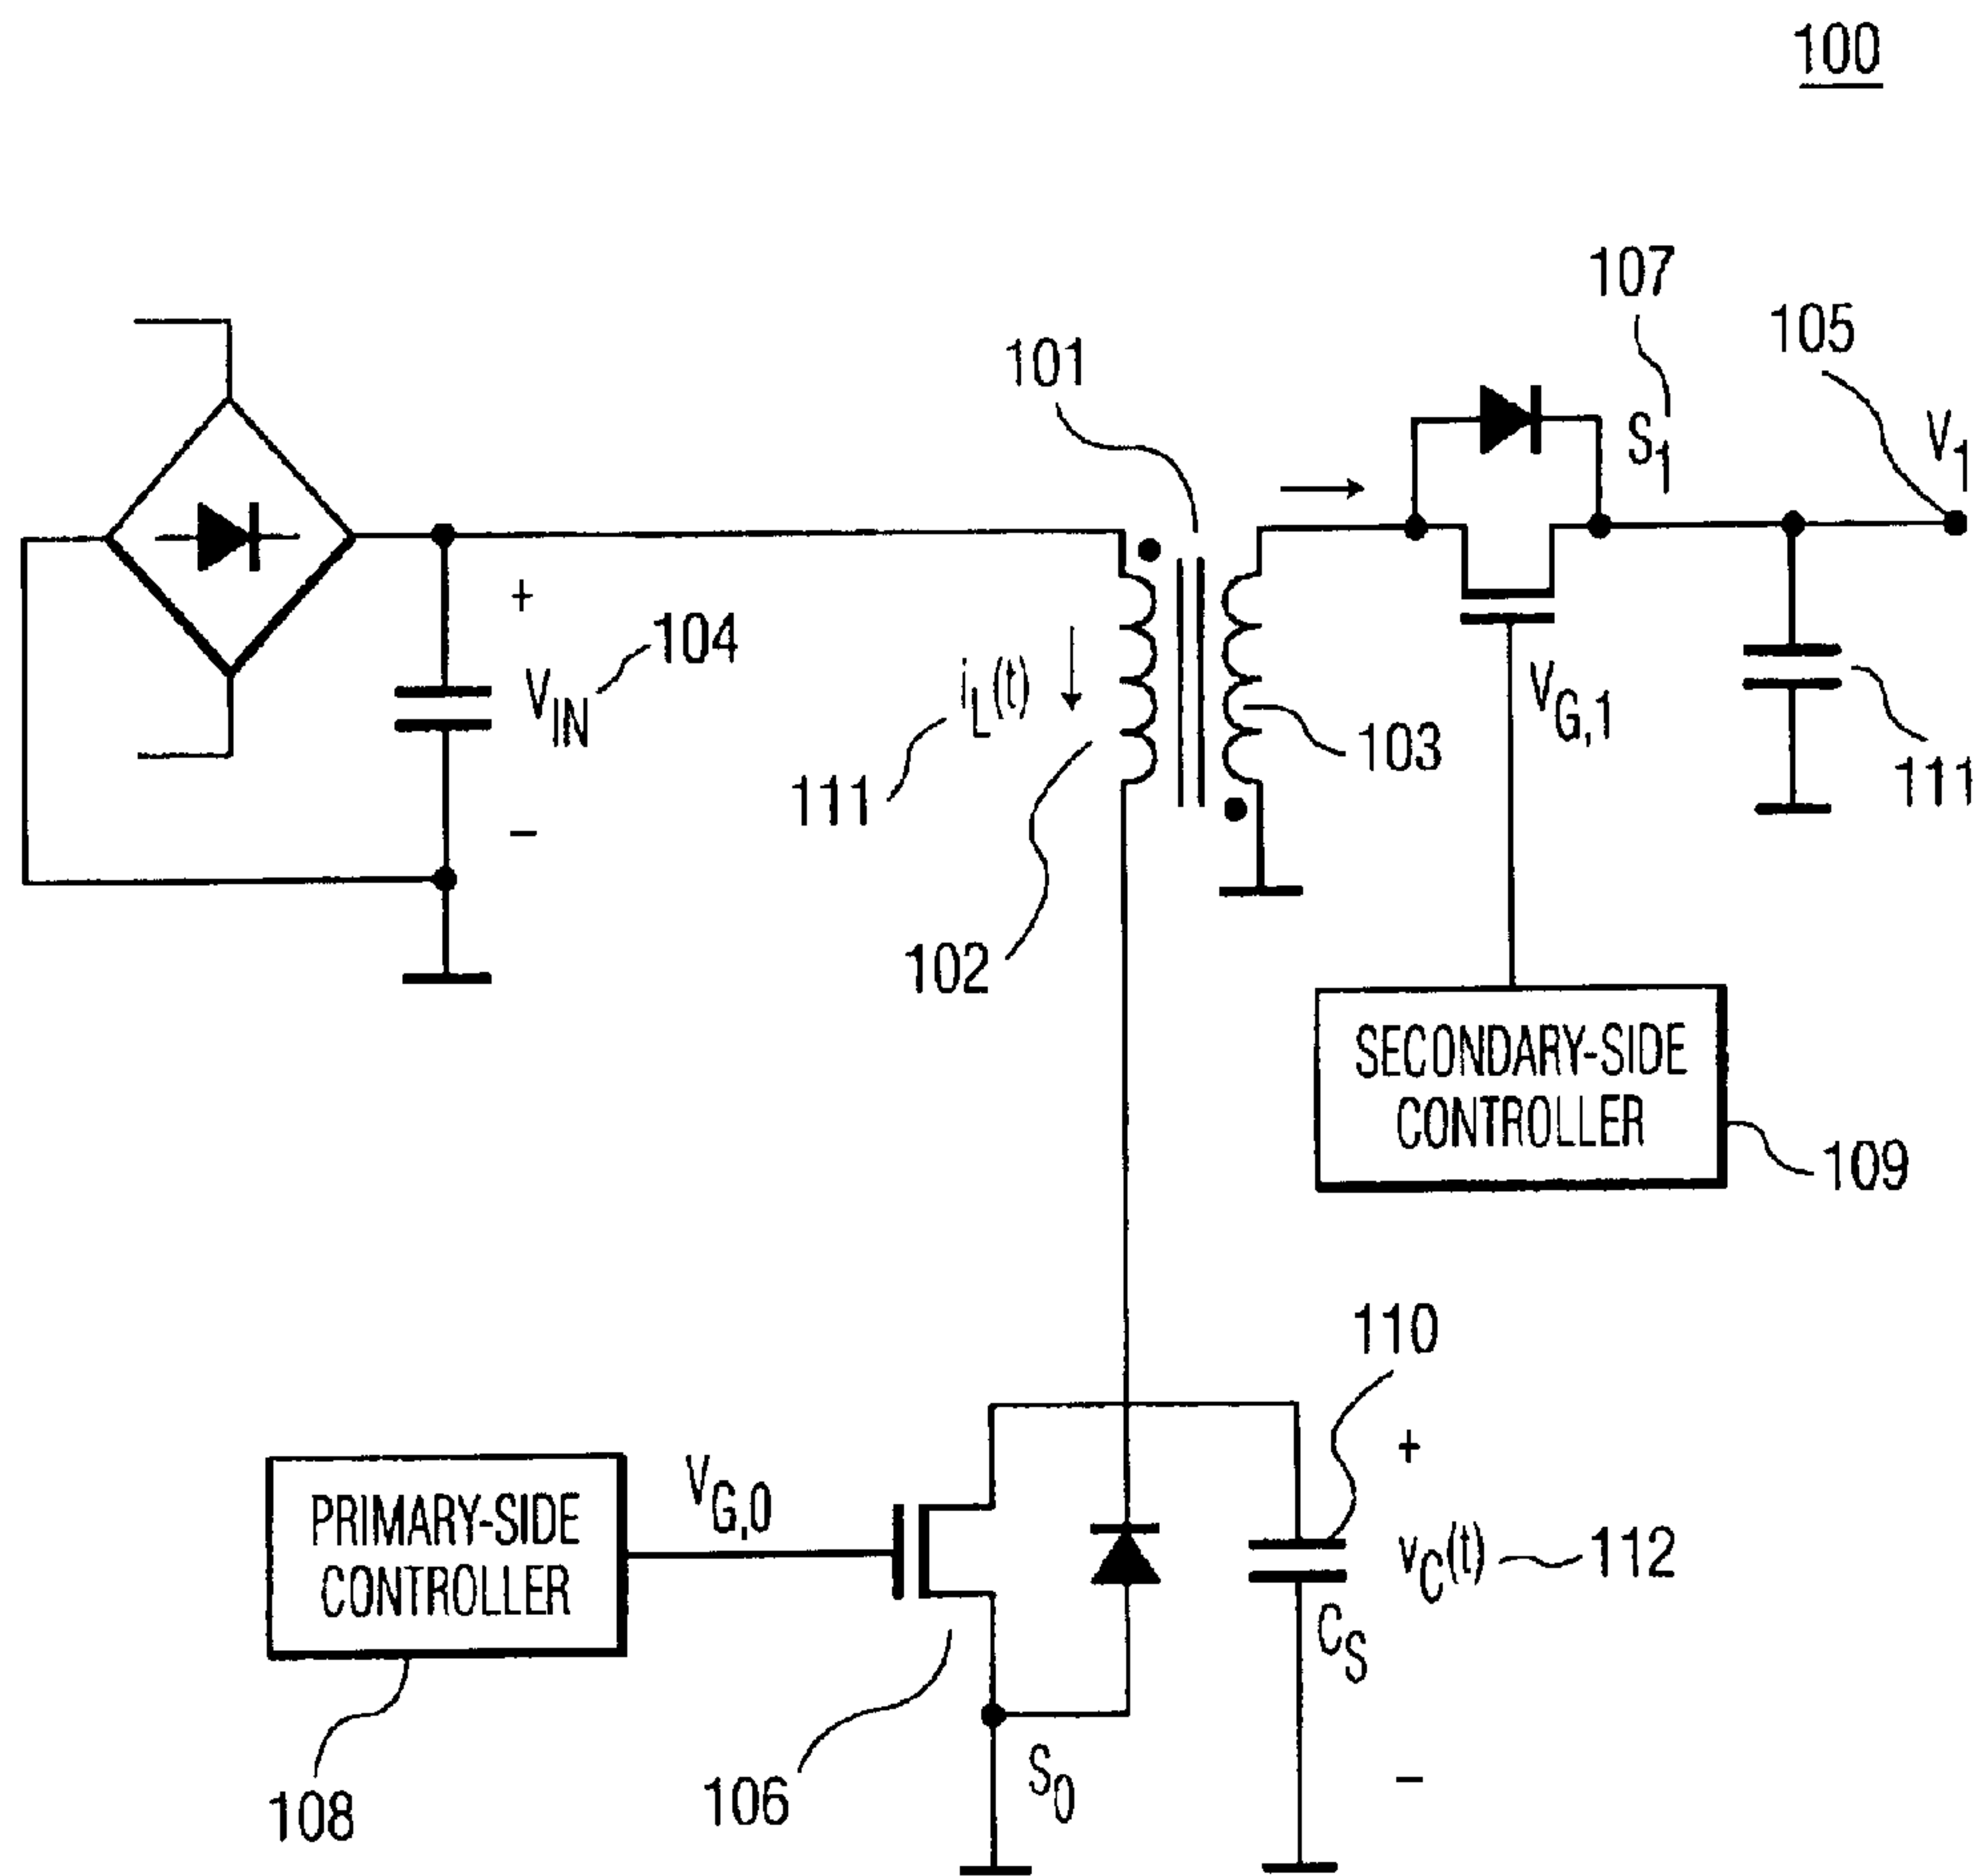 100
107
105
101
S1
V1
+
104
VIN
iL(t)
VG,1
103
111
111
–
102
SECONDARY-SIDE
CONTROLLER
109
110
+
VG,0
PRIMARY-SIDE
CONTROLLER
vC(t)
112
CS
S0
–
106
108